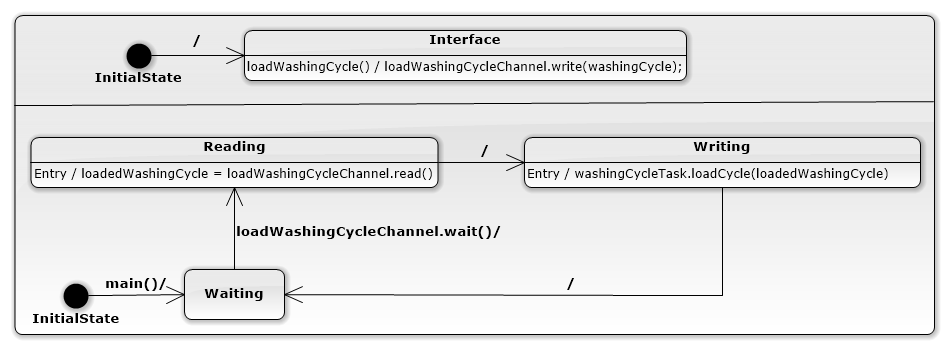 /
Interface
InitialState
loadWashingCycle() / loadWashingCycleChannel.write(washingCycle);
Reading
/
Writing
Entry / loadedWashingCycle = loadWashingCycleChannel.read()
Entry / washingCycleTask.loadCycle(loadedWashingCycle)
loadWashingCycleChannel.wait()/
main()/
Waiting
/
InitialState